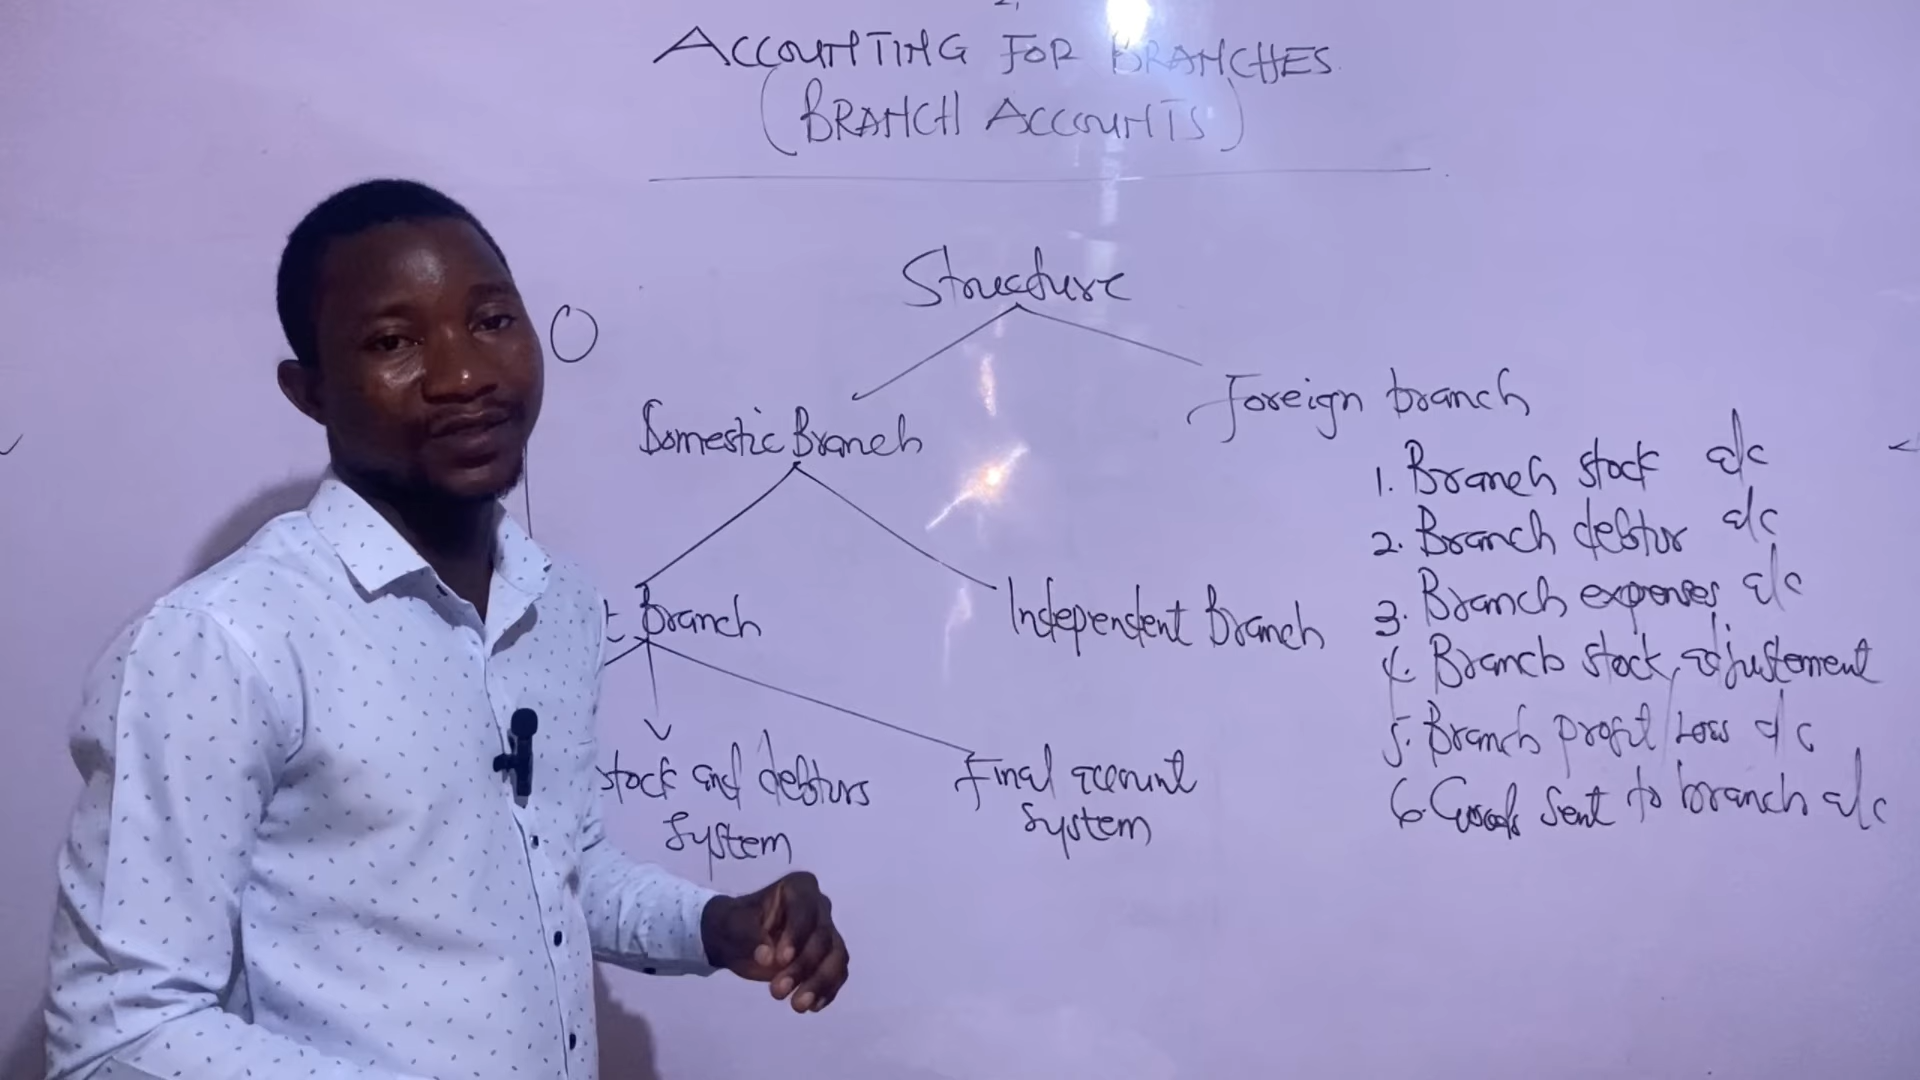 ACCOUNTING FOR BRANCHES
(BRANCH ACCOUNTS)
Structure
Domestic Branch
Foreign branch
t Branch
Independent Branch
stock and debtors
System
Final account
System
1. Branch stock a/c
2. Branch debtor a/c
3. Branch expenses a/c
4. Branch stock adjustement
5. Branch profit/Loss a/c
6. Goods Sent to branch a/c